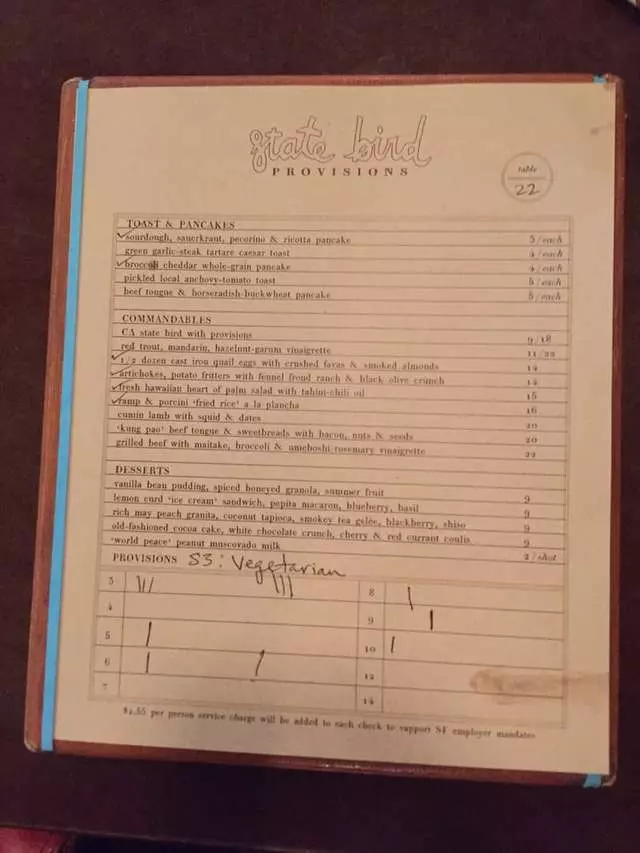 state bird
PROVISIONS
table
22
TOAST & PANCAKES
sourdough, sauerkraut, pecorino & ricotta pancake 3/each
green garlic-steak tartare caesar toast 4/each
broccoli cheddar whole-grain pancake 4/each
pickled local anchovy-tomato toast 5/each
beef tongue & horseradish-buckwheat pancake 5/each
COMMANDABLES
CA state bird with provisions 9/18
red trout, mandarin, hazelnut-garum vinaigrette 11/22
1/2 dozen cast iron quail eggs with crushed favas & smoked almonds 14
artichokes, potato fritters with fennel frond ranch & black olive crunch 14
fresh hawaiian heart of palm salad with tahini-chili oil 15
ramp & porcini 'fried rice' a la plancha 16
cumin lamb with squid & dates 20
'kung pao' beef tongue & sweetbreads with bacon, nuts & seeds 20
grilled beef with maitake, broccoli & umeboshi-rosemary vinaigrette 22
DESSERTS
vanilla bean pudding, spiced honeyed granola, summer fruit 9
lemon curd 'ice cream' sandwich, pepita macaron, blueberry, basil 9
rich may peach granita, coconut tapioca, smokey tea gelée, blackberry, shiso 9
old-fashioned cocoa cake, white chocolate crunch, cherry & red currant coulis 9
'world peace' peanut muscovado milk 2/shot
PROVISIONS S3: Vegetarian
3 8
4 9
5 10
6 12
7 14
per person service charge will be added to each check to support SF employer mandates